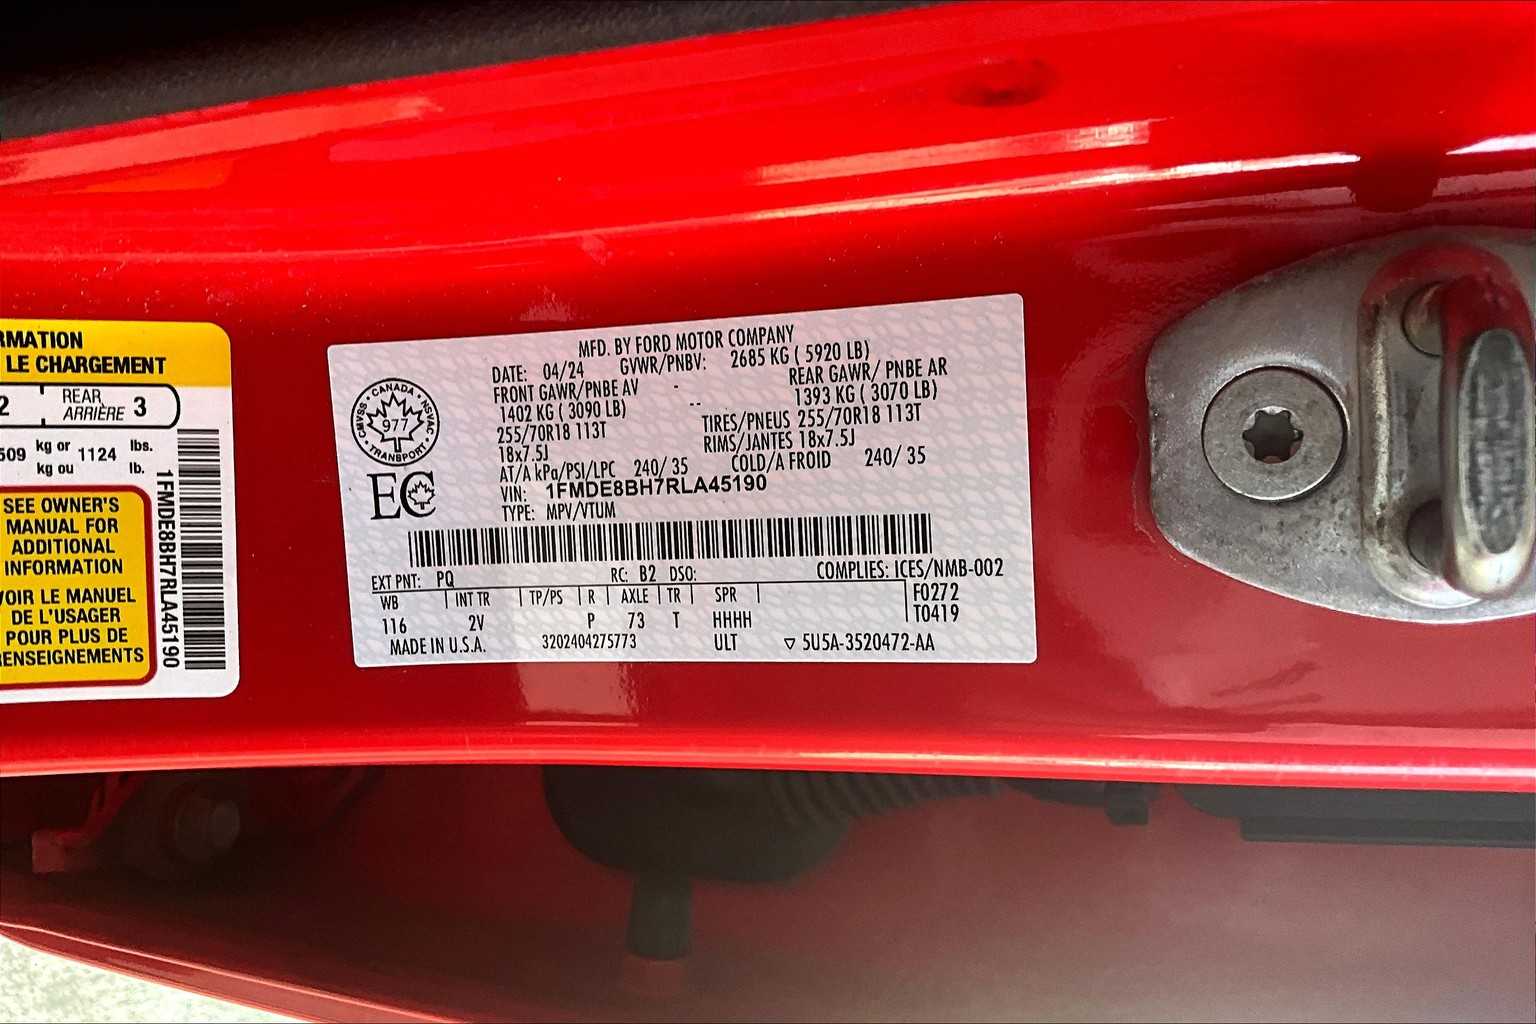 RMATION
LE CHARGEMENT
2 REAR ARRIÈRE 3
509 kg or 1124 lbs.
kg ou lb.
SEE OWNER'S
MANUAL FOR
ADDITIONAL
INFORMATION
VOIR LE MANUEL
DE L'USAGER
POUR PLUS DE
RENSEIGNEMENTS
1FMDE8BH7RLA45190
MFD. BY FORD MOTOR COMPANY
DATE: 04/24 GVWR/PNBV: 2685 KG ( 5920 LB)
FRONT GAWR/PNBE AV - REAR GAWR/ PNBE AR
1402 KG ( 3090 LB) -- 1393 KG ( 3070 LB)
255/70R18 113T TIRES/PNEUS 255/70R18 113T
18x7.5J RIMS/JANTES 18x7.5J
AT/A kPa/PSI/LPC 240/ 35 COLD/A FROID 240/ 35
VIN: 1FMDE8BH7RLA45190
TYPE: MPV/VTUM
CANADA
CMVSS NSVAC
977
TRANSPORT
EC
EXT PNT: PQ RC: B2 DSO: COMPLIES: ICES/NMB-002
WB INT TR TP/PS R AXLE TR SPR F0272
116 2V P 73 T HHHH T0419
MADE IN U.S.A. 3202404275773 ULT ▽ 5U5A-3520472-AA